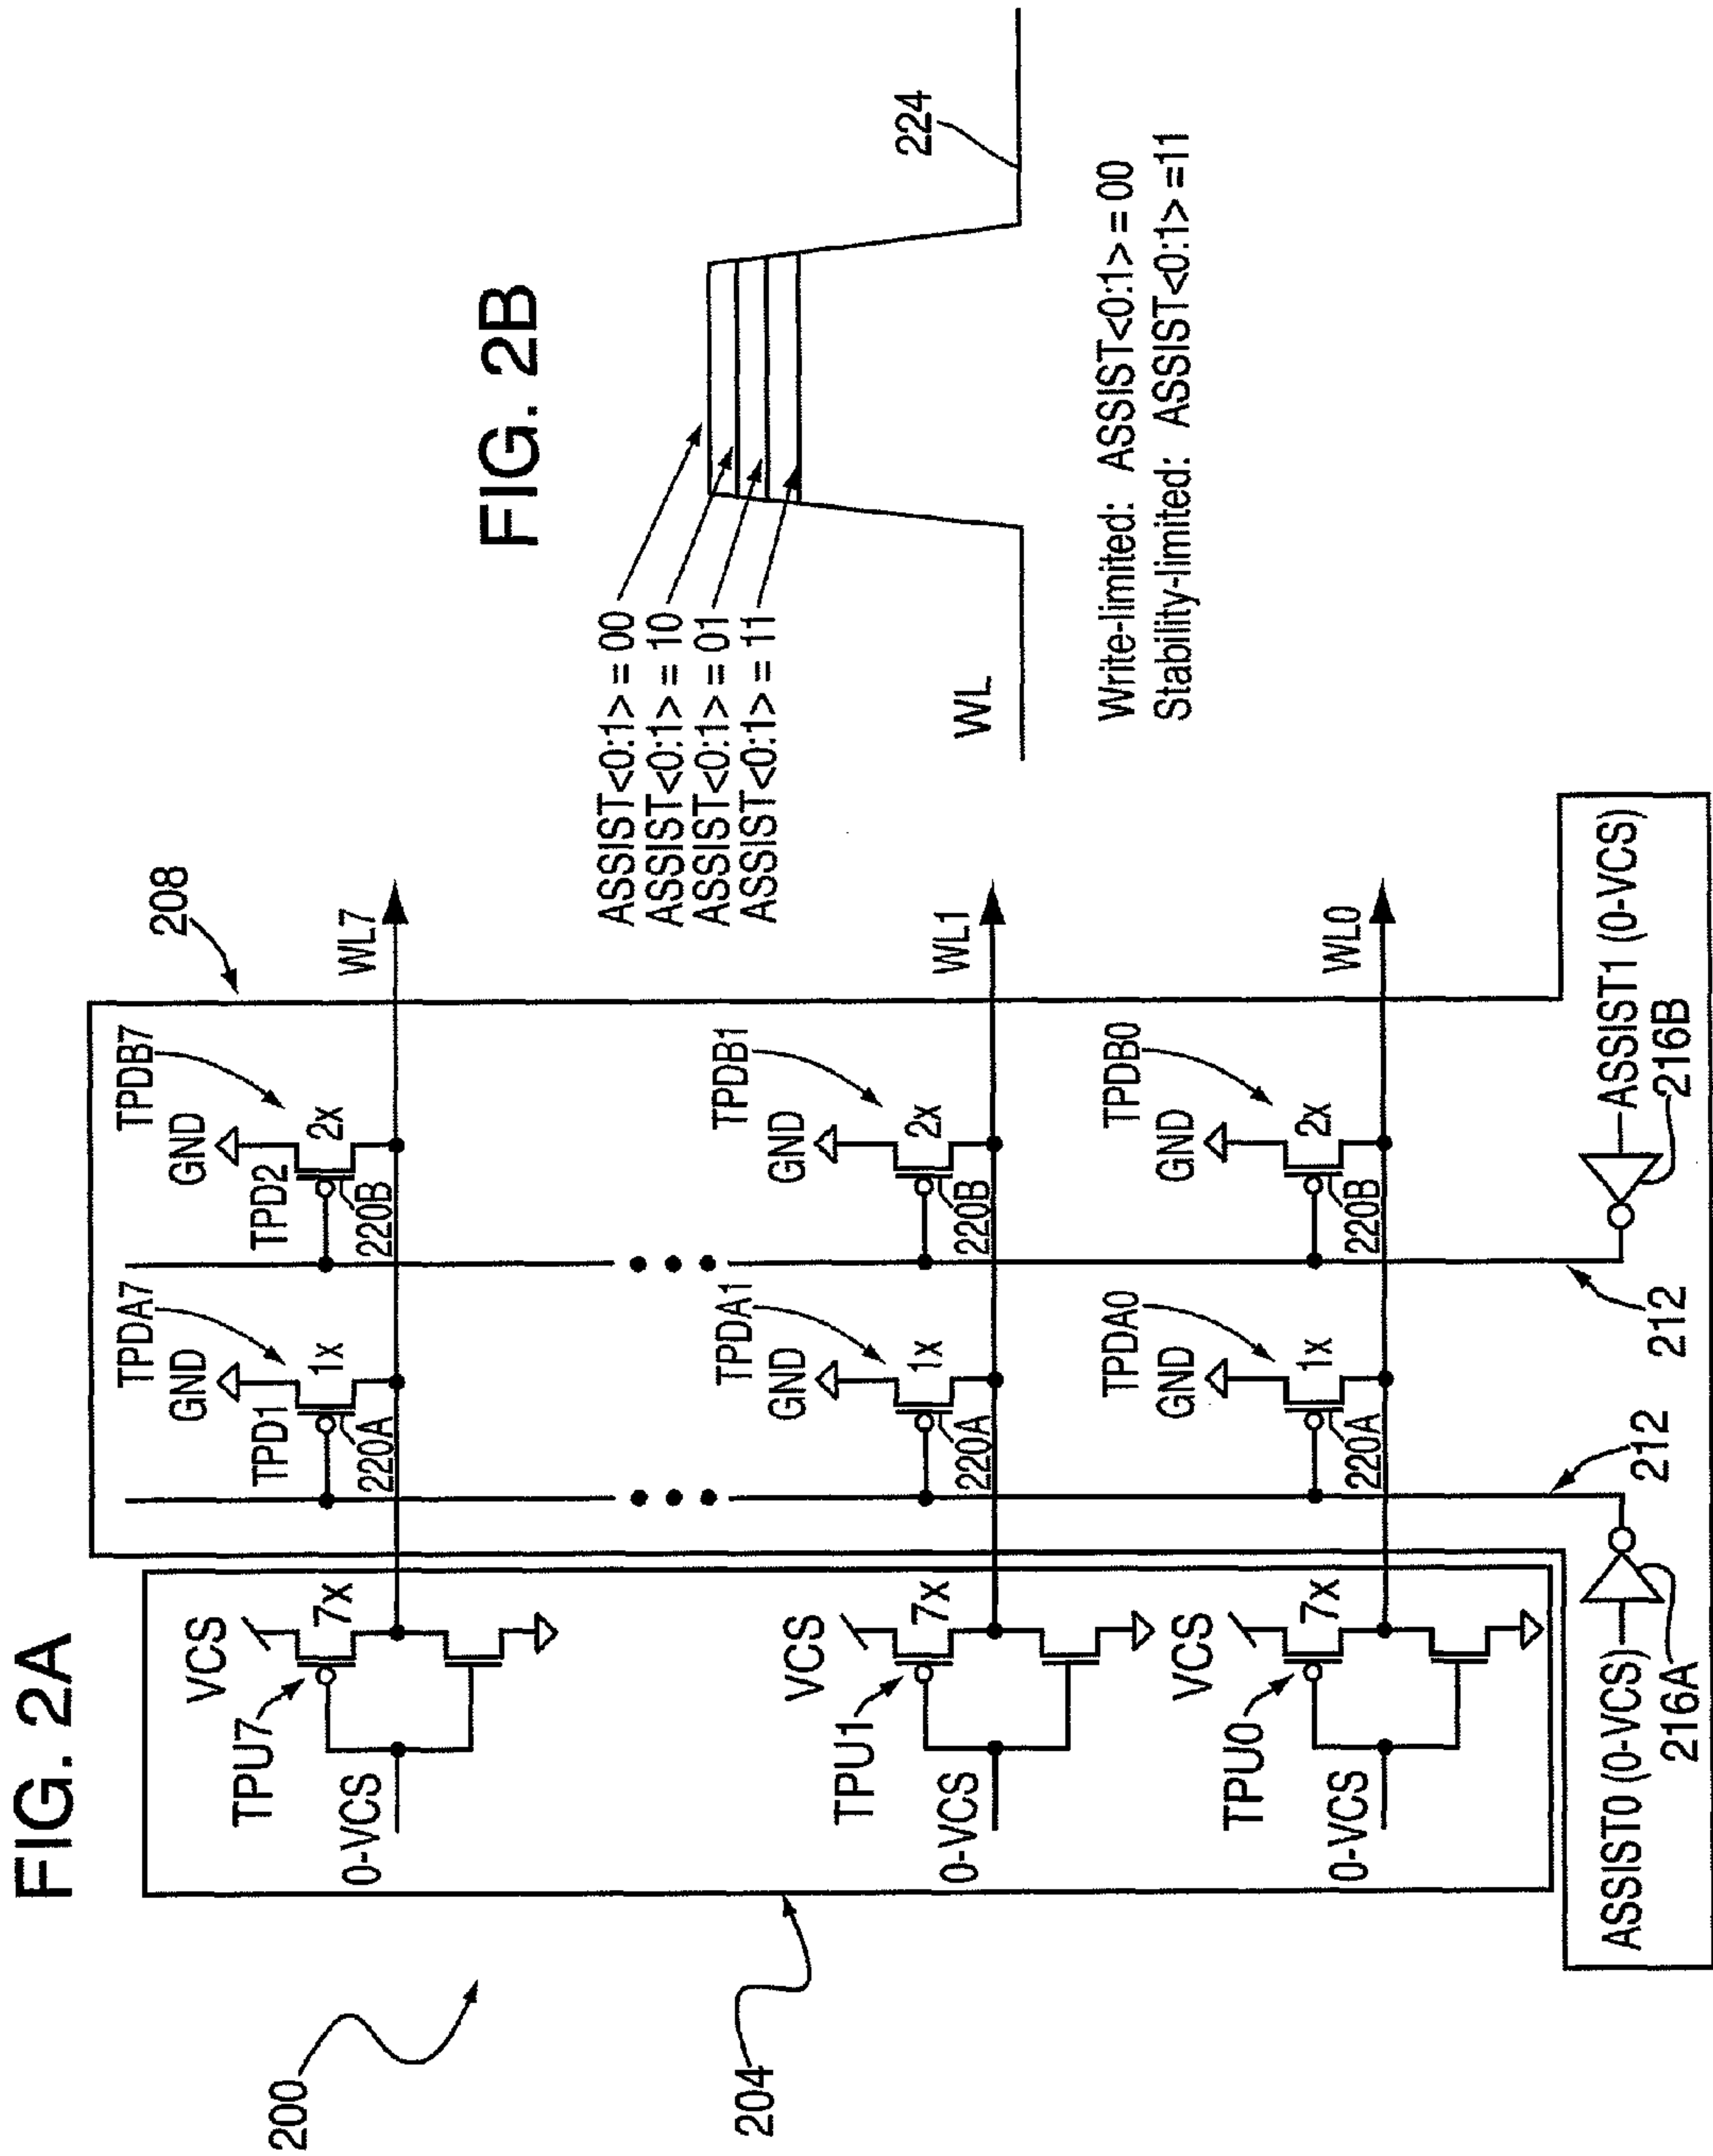 FIG. 2A
200
204
208
VCS
TPU7
7x
0-VCS
TPDA7
GND
TPD1
1x
220A
TPDB7
GND
TPD2
2x
220B
WL7
VCS
TPU1
7x
0-VCS
TPDA1
GND
1x
220A
TPDB1
GND
2x
220B
WL1
VCS
TPU0
7x
0-VCS
TPDA0
GND
1x
220A
TPDB0
GND
2x
220B
WL0
ASSIST0 (0-VCS)
216A
212
212
ASSIST1 (0-VCS)
216B
FIG. 2B
ASSIST<0:1> = 00
ASSIST<0:1> = 10
ASSIST<0:1> = 01
ASSIST<0:1> = 11
WL
224
Write-limited: ASSIST<0:1> = 00
Stability-limited: ASSIST<0:1> =11